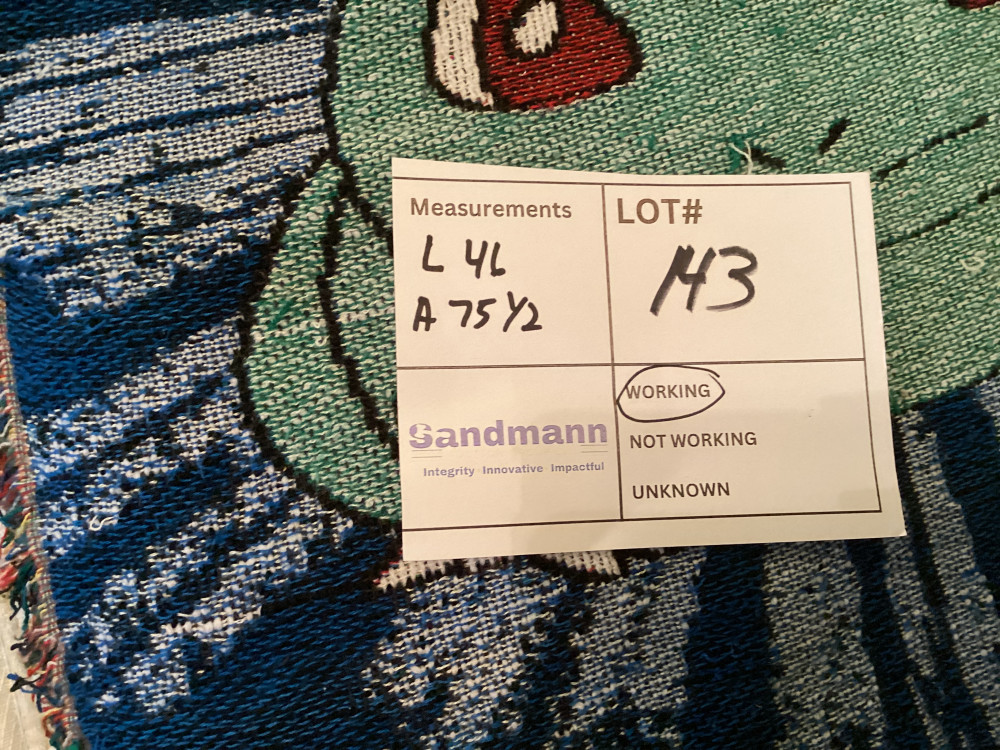 Measurements
L 46
A 75 1/2
LOT#
143
Sandmann
Integrity Innovative Impactful
WORKING
NOT WORKING
UNKNOWN